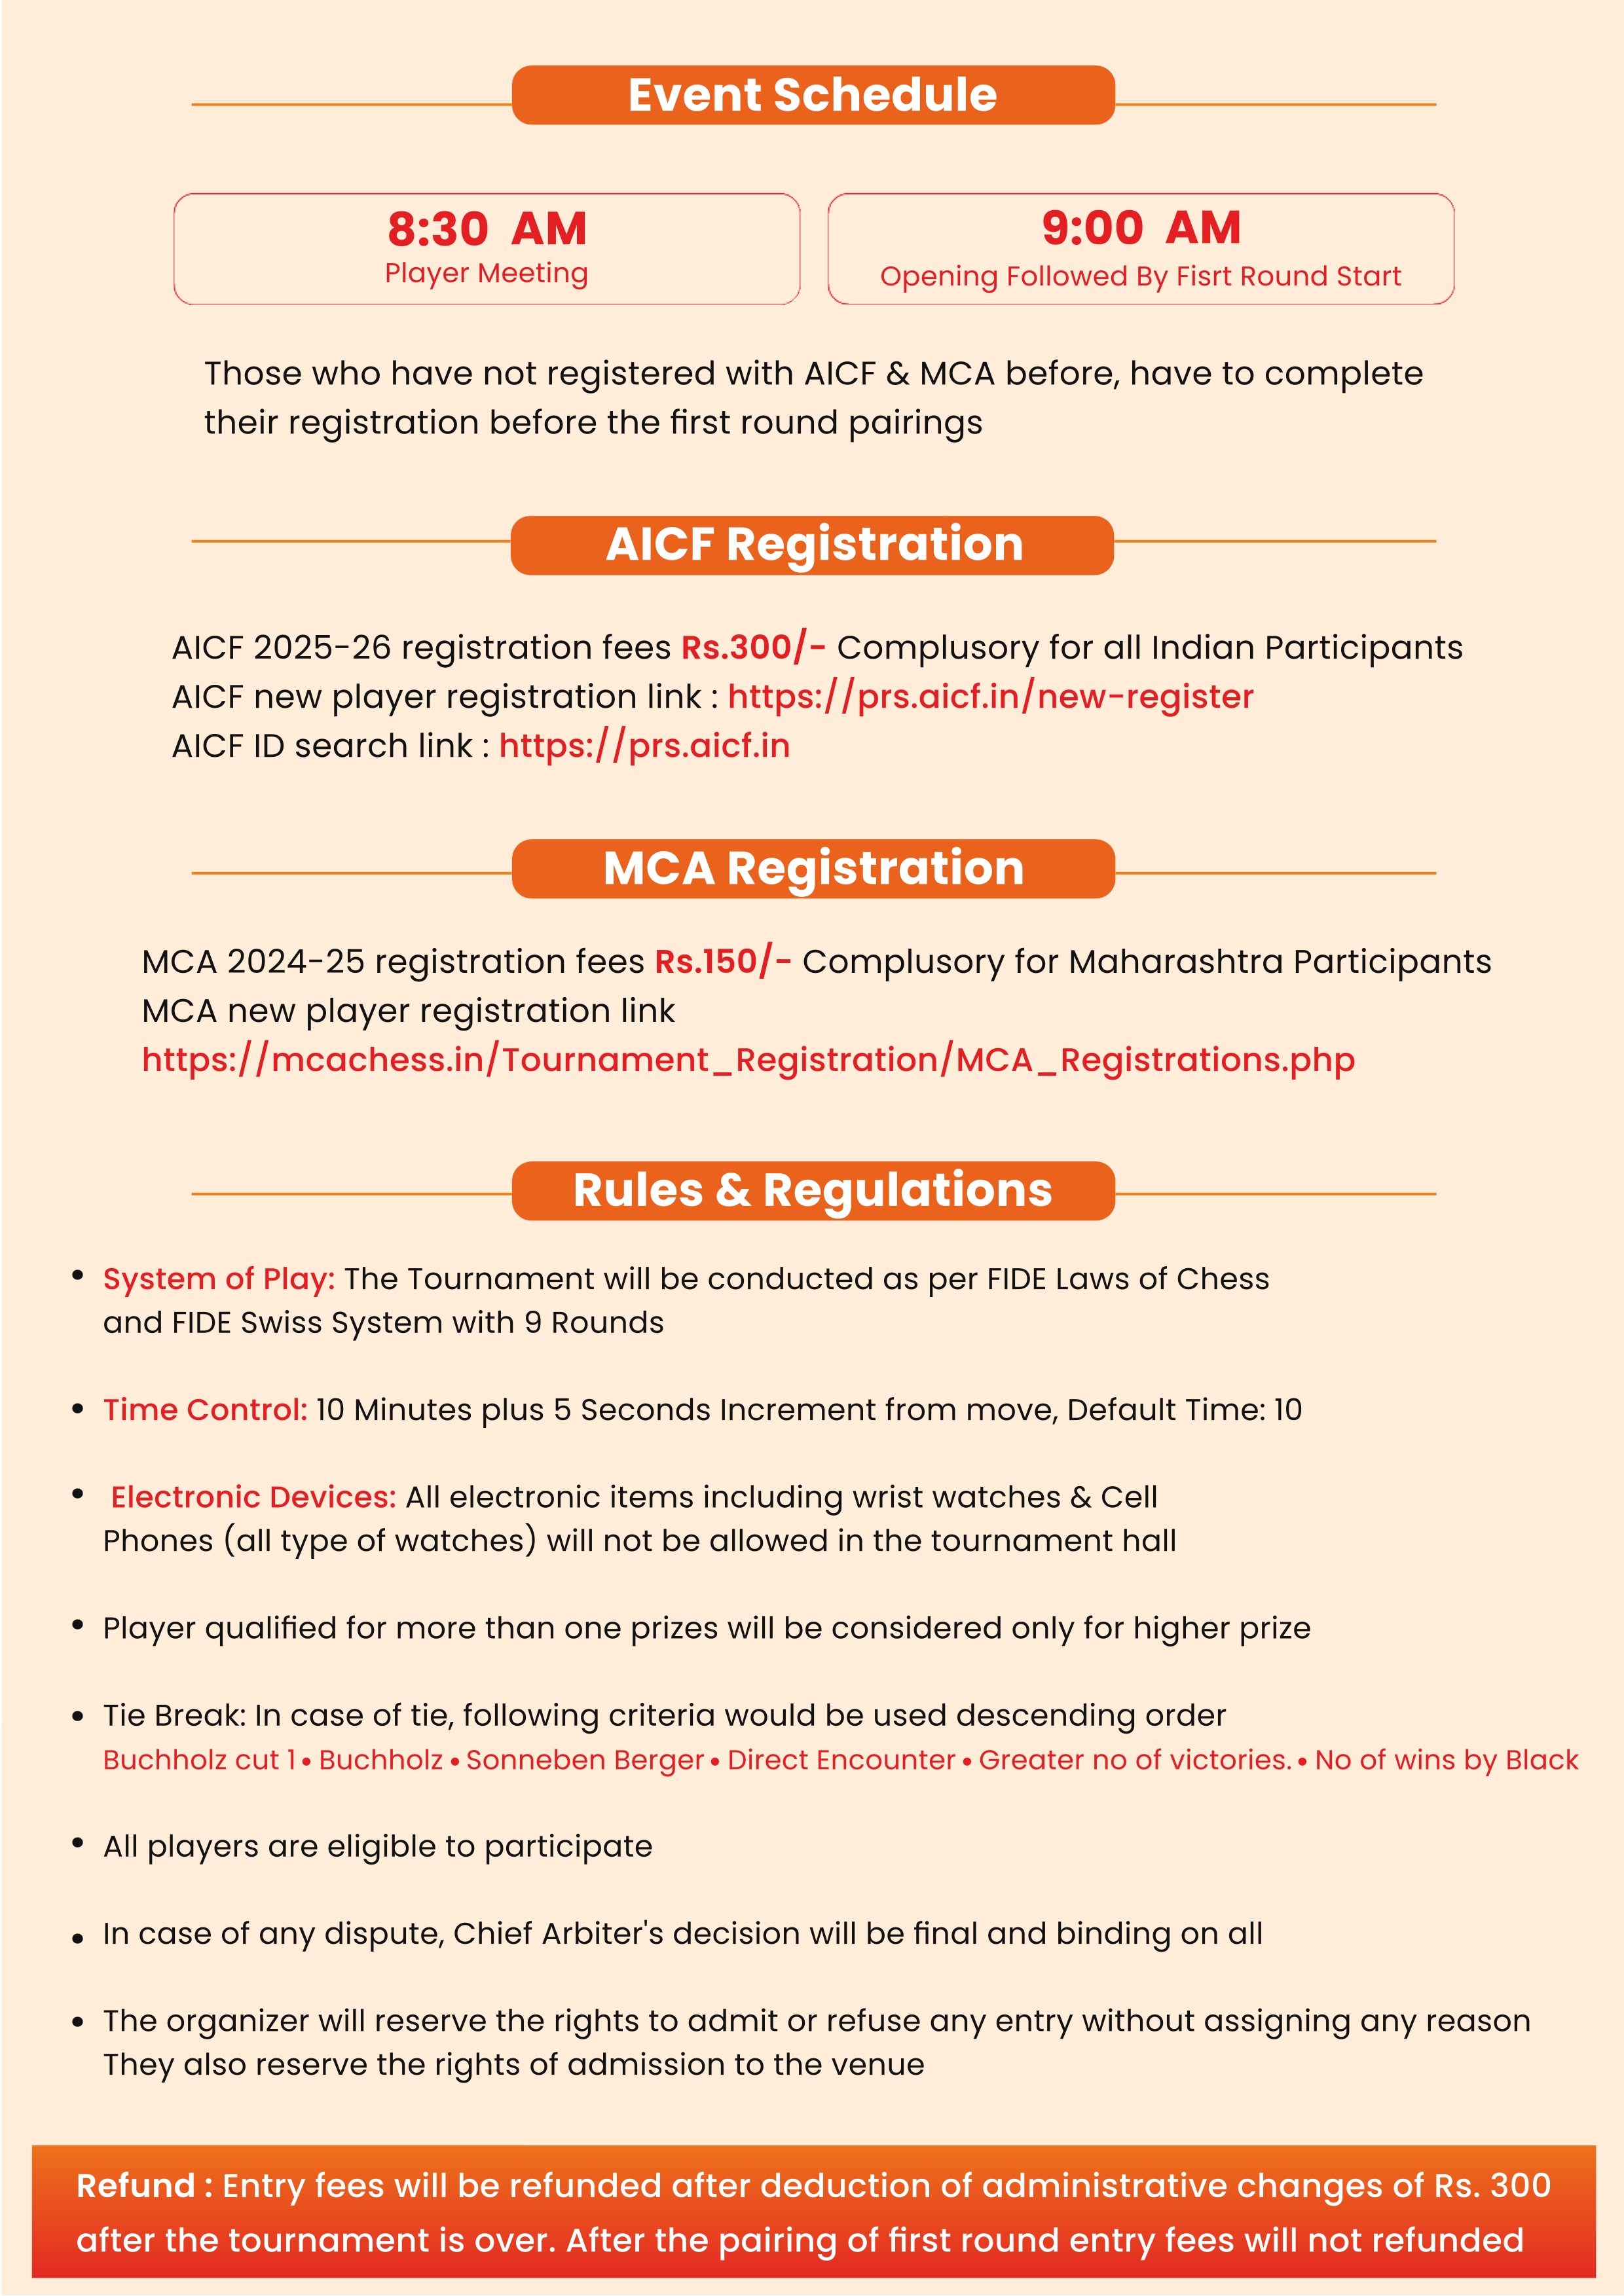 Event Schedule
8:30 AM
Player Meeting
9:00 AM
Opening Followed By Fisrt Round Start
Those who have not registered with AICF & MCA before, have to complete
their registration before the first round pairings
AICF Registration
AICF 2025-26 registration fees Rs.300/- Complusory for all Indian Participants
AICF new player registration link : https://prs.aicf.in/new-register
AICF ID search link : https://prs.aicf.in
MCA Registration
MCA 2024-25 registration fees Rs.150/- Complusory for Maharashtra Participants
MCA new player registration link
https://mcachess.in/Tournament_Registration/MCA_Registrations.php
Rules & Regulations
• System of Play: The Tournament will be conducted as per FIDE Laws of Chess
and FIDE Swiss System with 9 Rounds
• Time Control: 10 Minutes plus 5 Seconds Increment from move, Default Time: 10
• Electronic Devices: All electronic items including wrist watches & Cell
Phones (all type of watches) will not be allowed in the tournament hall
• Player qualified for more than one prizes will be considered only for higher prize
• Tie Break: In case of tie, following criteria would be used descending order
Buchholz cut 1 • Buchholz • Sonneben Berger • Direct Encounter • Greater no of victories. • No of wins by Black
• All players are eligible to participate
• In case of any dispute, Chief Arbiter's decision will be final and binding on all
• The organizer will reserve the rights to admit or refuse any entry without assigning any reason
They also reserve the rights of admission to the venue
Refund : Entry fees will be refunded after deduction of administrative changes of Rs. 300
after the tournament is over. After the pairing of first round entry fees will not refunded